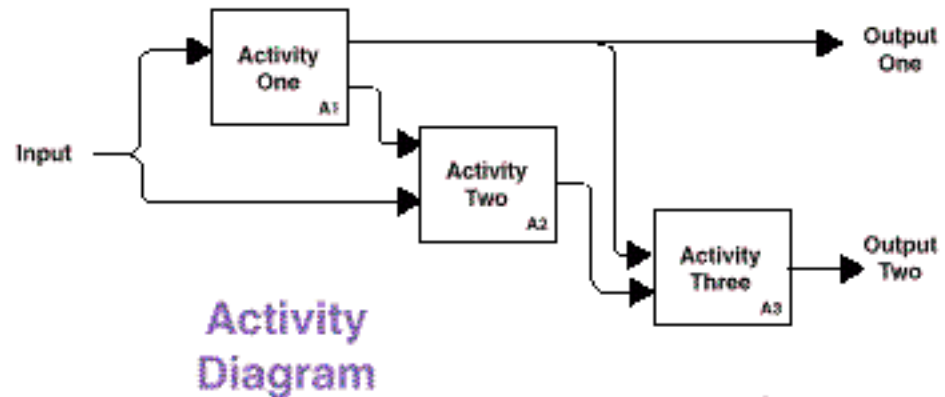 Activity
One
A1
Output
One
Input
Activity
Two
A2
Activity
Three
A3
Output
Two
Activity
Diagram